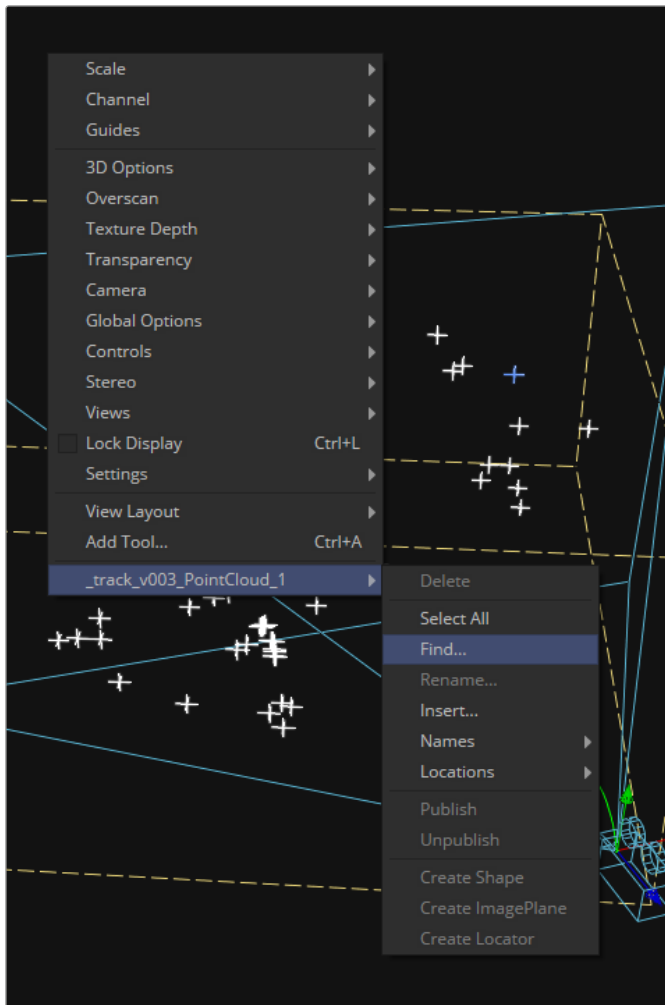 Scale
Channel
Guides
3D Options
Overscan
Texture Depth
Transparency
Camera
Global Options
Controls
Stereo
Views
Lock Display Ctrl+L
Settings
View Layout
Add Tool... Ctrl+A
_track_v003_PointCloud_1
Delete
Select All
Find...
Rename...
Insert...
Names
Locations
Publish
Unpublish
Create Shape
Create ImagePlane
Create Locator